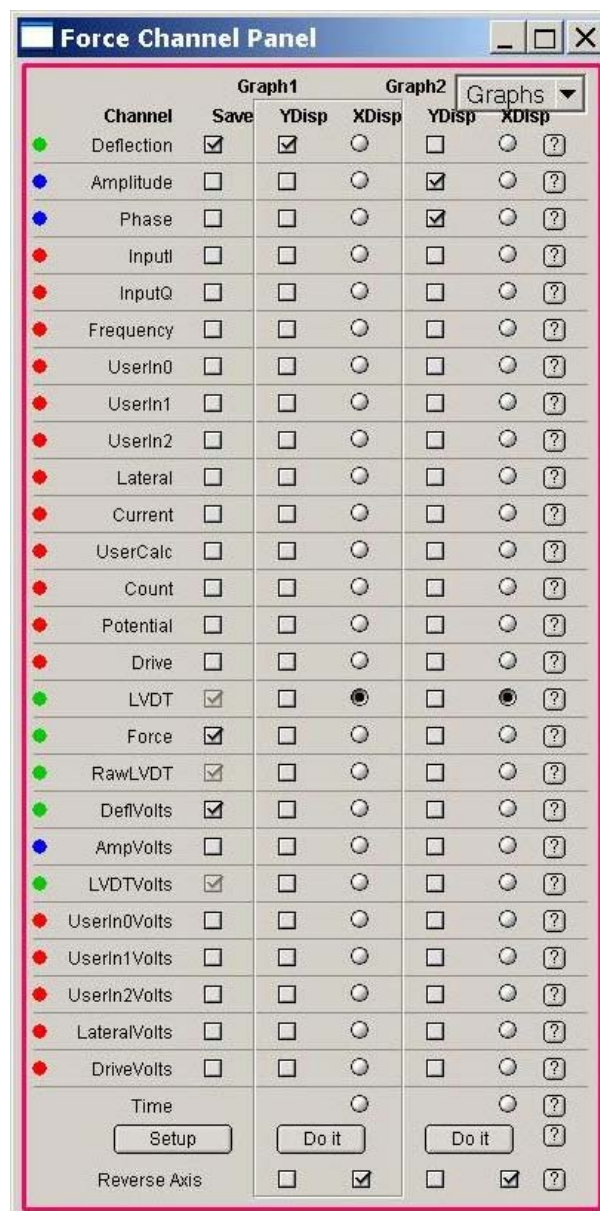 Force Channel Panel
Graph1 Graph2 Graphs
Channel Save YDisp XDisp YDisp XDisp
Deflection ?
Amplitude ?
Phase ?
InputI ?
InputQ ?
Frequency ?
UserIn0 ?
UserIn1 ?
UserIn2 ?
Lateral ?
Current ?
UserCalc ?
Count ?
Potential ?
Drive ?
LVDT ?
Force ?
RawLVDT ?
DeflVolts ?
AmpVolts ?
LVDTVolts ?
UserIn0Volts ?
UserIn1Volts ?
UserIn2Volts ?
LateralVolts ?
DriveVolts ?
Time ?
Setup Do it Do it ?
Reverse Axis ?